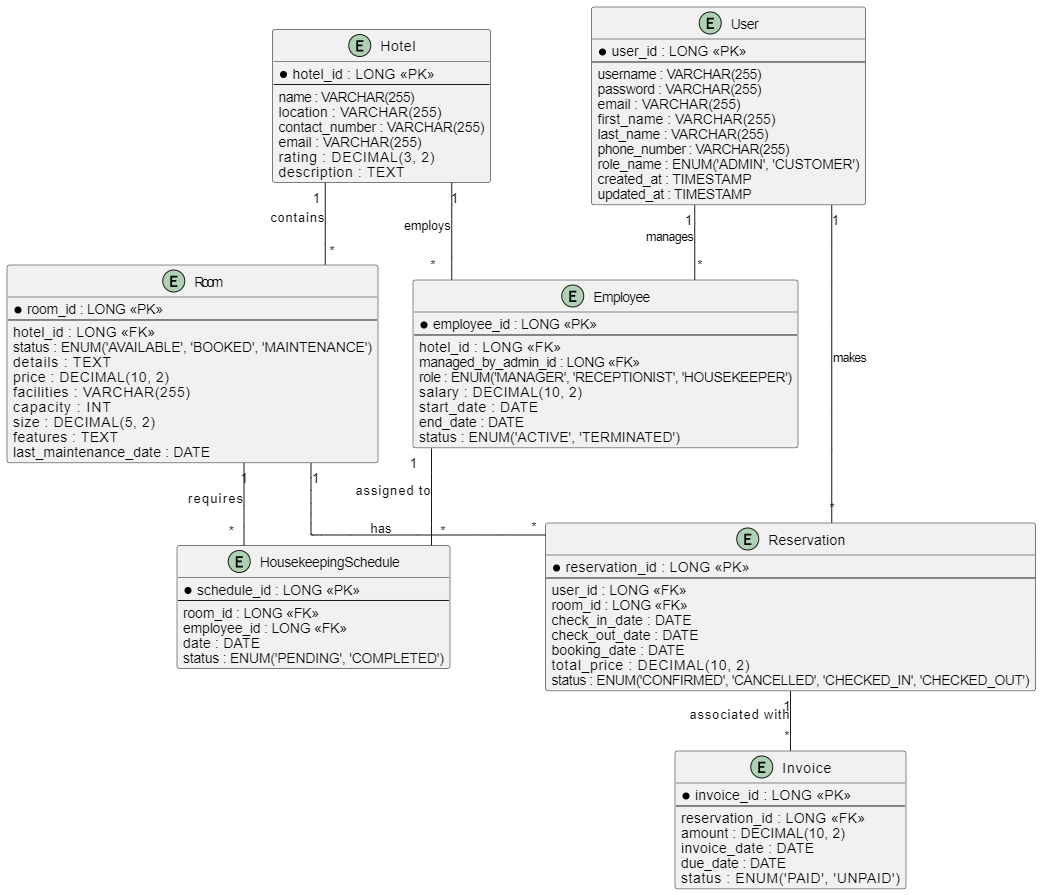 E Hotel
hotel_id : LONG «PK»
name : VARCHAR(255)
location : VARCHAR(255)
contact_number : VARCHAR(255)
email : VARCHAR(255)
rating : DECIMAL(3, 2)
description : TEXT
E User
user_id : LONG «PK»
username : VARCHAR(255)
password : VARCHAR(255)
email : VARCHAR(255)
first_name : VARCHAR(255)
last_name : VARCHAR(255)
phone_number : VARCHAR(255)
role_name : ENUM('ADMIN', 'CUSTOMER')
created_at : TIMESTAMP
updated_at : TIMESTAMP
1
contains
*
1
employs
*
1
manages
*
1
makes
*
E Room
room_id : LONG «PK»
hotel_id : LONG «FK»
status : ENUM('AVAILABLE', 'BOOKED', 'MAINTENANCE')
details : TEXT
price : DECIMAL(10, 2)
facilities : VARCHAR(255)
capacity : INT
size : DECIMAL(5, 2)
features : TEXT
last_maintenance_date : DATE
E Employee
employee_id : LONG «PK»
hotel_id : LONG «FK»
managed_by_admin_id : LONG «FK»
role : ENUM('MANAGER', 'RECEPTIONIST', 'HOUSEKEEPER')
salary : DECIMAL(10, 2)
start_date : DATE
end_date : DATE
status : ENUM('ACTIVE', 'TERMINATED')
1
requires
*
1
has
*
1
assigned to
*
E HousekeepingSchedule
schedule_id : LONG «PK»
room_id : LONG «FK»
employee_id : LONG «FK»
date : DATE
status : ENUM('PENDING', 'COMPLETED')
E Reservation
reservation_id : LONG «PK»
user_id : LONG «FK»
room_id : LONG «FK»
check_in_date : DATE
check_out_date : DATE
booking_date : DATE
total_price : DECIMAL(10, 2)
status : ENUM('CONFIRMED', 'CANCELLED', 'CHECKED_IN', 'CHECKED_OUT')
1
associated with
*
E Invoice
invoice_id : LONG «PK»
reservation_id : LONG «FK»
amount : DECIMAL(10, 2)
invoice_date : DATE
due_date : DATE
status : ENUM('PAID', 'UNPAID')